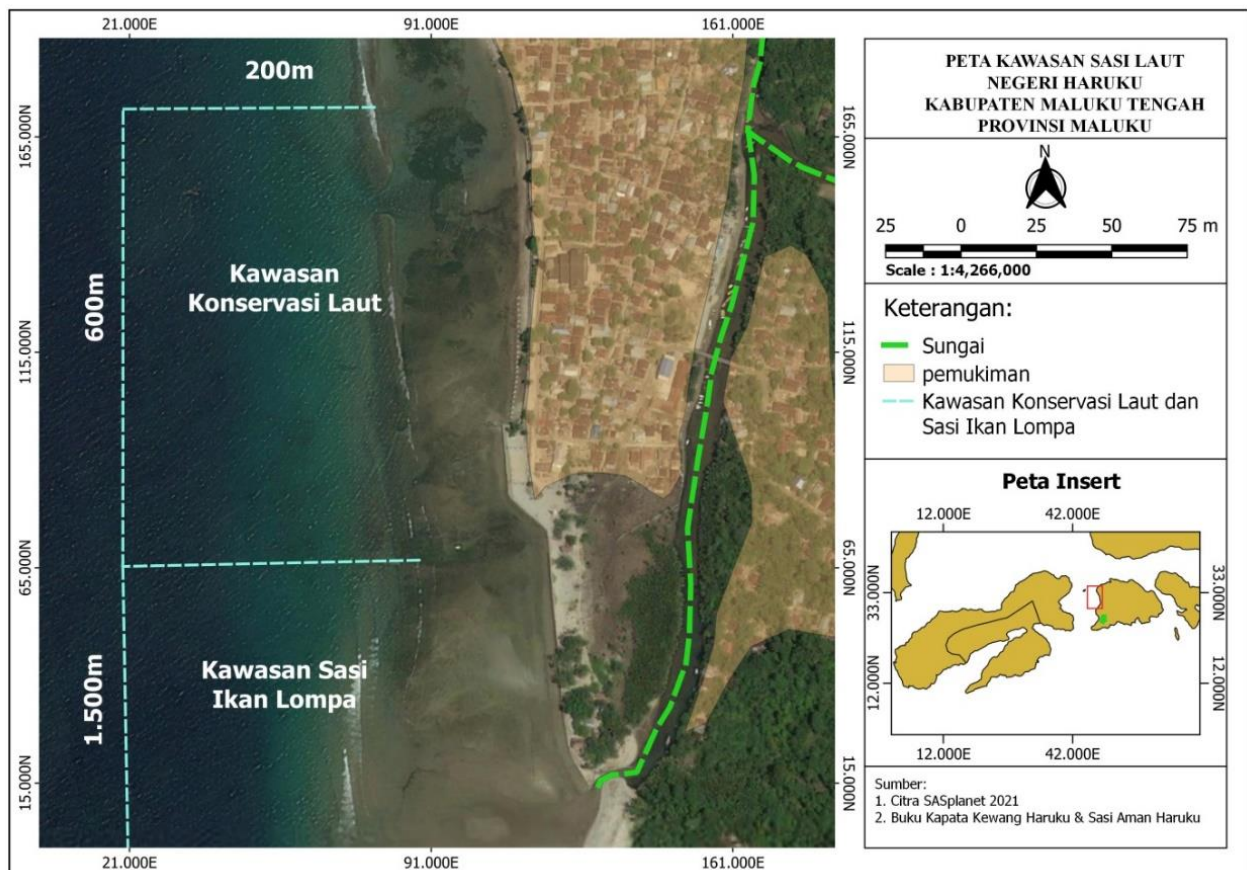 21.000E
91.000E
161.000E
200m
165.000N
165.000N
600m
Kawasan
Konservasi Laut
115.000N
115.000N
65.000N
65.000N
Kawasan Sasi
Ikan Lompa
1.500m
15.000N
15.000N
21.000E
91.000E
161.000E
PETA KAWASAN SASI LAUT
NEGERI HARUKU
KABUPATEN MALUKU TENGAH
PROVINSI MALUKU
N
25 0 25 50 75 m
Scale : 1:4,266,000
Keterangan:
Sungai
pemukiman
Kawasan Konservasi Laut dan
Sasi Ikan Lompa
Peta Insert
12.000E
42.000E
33.000N
33.000N
12.000N
12.000N
12.000E
42.000E
Sumber:
1. Citra SASplanet 2021
2. Buku Kapata Kewang Haruku & Sasi Aman Haruku